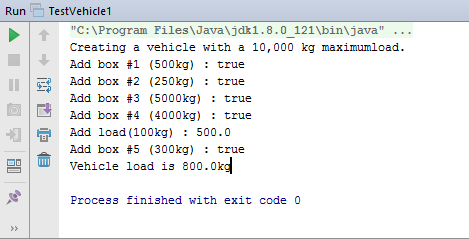 Run TestVehicle1
"C:\Program Files\Java\jdk1.8.0_121\bin\java" ...
Creating a vehicle with a 10,000 kg maximumload.
Add box #1 (500kg) : true
Add box #2 (250kg) : true
Add box #3 (5000kg) : true
Add box #4 (4000kg) : true
Add load(100kg) : 500.0
Add box #5 (300kg) : true
Vehicle load is 800.0kg
Process finished with exit code 0